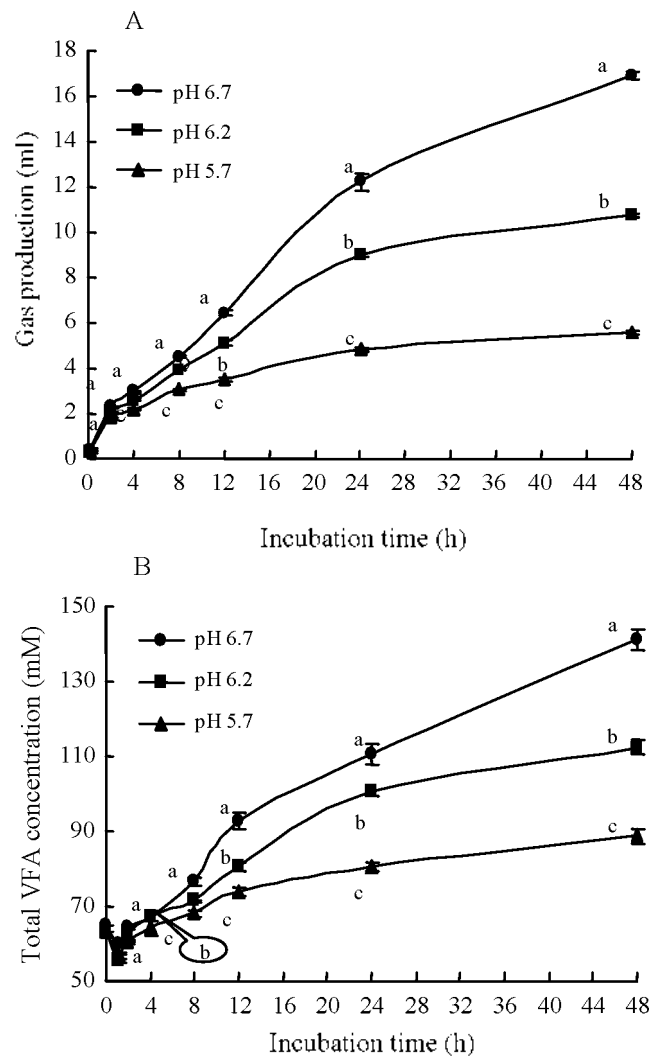 A
18
16
14
12
10
8
6
4
2
0
Gas production (ml)
pH 6.7
pH 6.2
pH 5.7
a
a
b
a
b
a
a
c
c
a
b
a
c
c
c
0 4 8 12 16 20 24 28 32 36 40 44 48
Incubation time (h)
B
150
130
110
90
70
50
Total VFA concentration (mM)
pH 6.7
pH 6.2
pH 5.7
a
a
b
a
b
c
a
b
a
c
c
c
b
a
0 4 8 12 16 20 24 28 32 36 40 44 48
Incubation time (h)